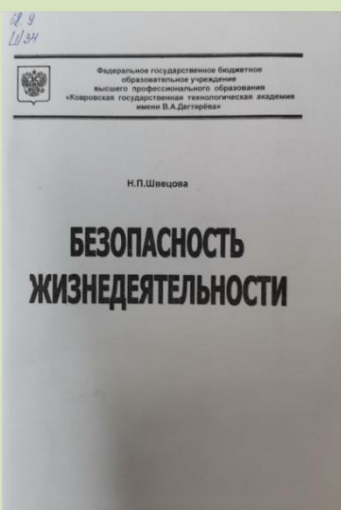 Федеральное государственное бюджетное
образовательное учреждение
высшего профессионального образования
«Ковровская государственная технологическая академия
имени В.А.Дегтярёва»
Н.П.Швецова
БЕЗОПАСНОСТЬ
ЖИЗНЕДЕЯТЕЛЬНОСТИ